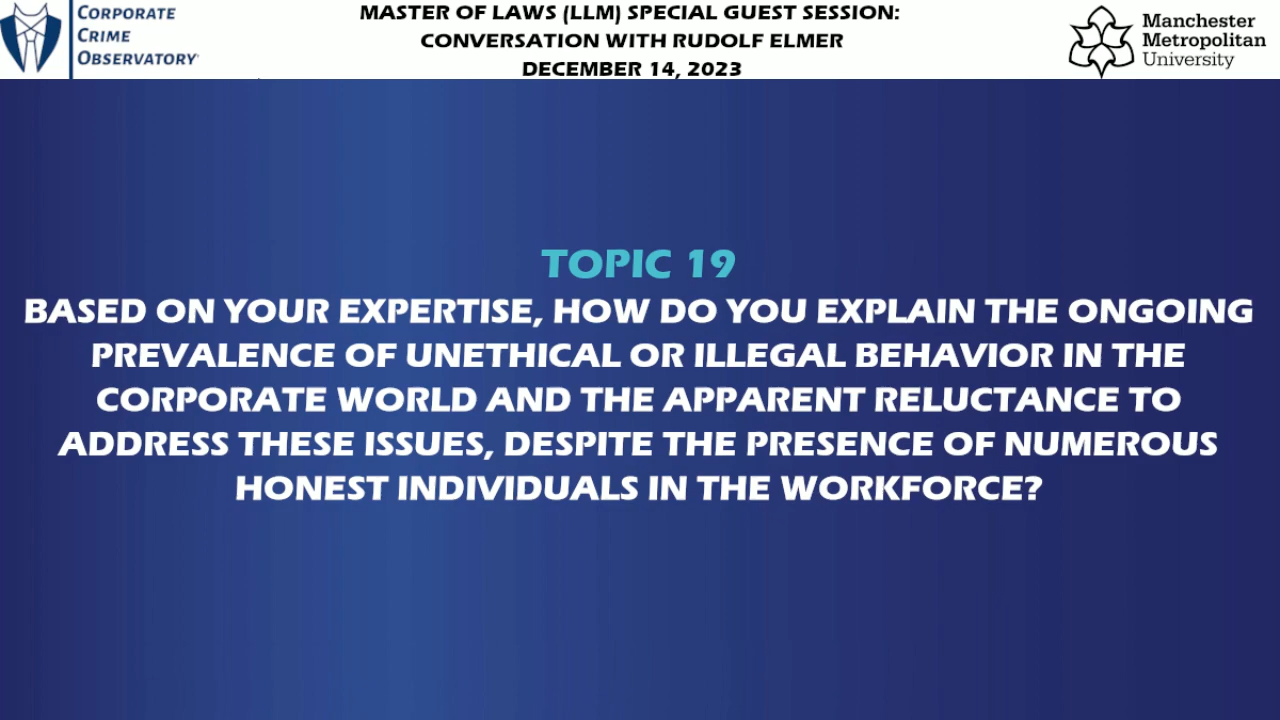 CORPORATE
CRIME
OBSERVATORY
MASTER OF LAWS (LLM) SPECIAL GUEST SESSION:
CONVERSATION WITH RUDOLF ELMER
DECEMBER 14, 2023
Manchester
Metropolitan
University
TOPIC 19
BASED ON YOUR EXPERTISE, HOW DO YOU EXPLAIN THE ONGOING
PREVALENCE OF UNETHICAL OR ILLEGAL BEHAVIOR IN THE
CORPORATE WORLD AND THE APPARENT RELUCTANCE TO
ADDRESS THESE ISSUES, DESPITE THE PRESENCE OF NUMEROUS
HONEST INDIVIDUALS IN THE WORKFORCE?